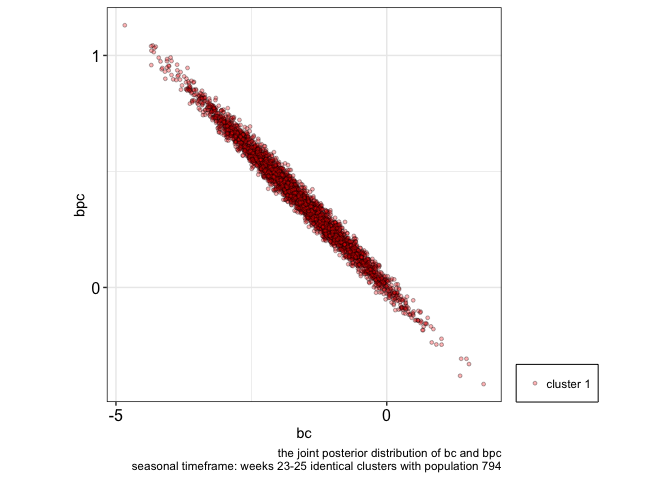 1
bpc
0
-5
0
bc
cluster 1
the joint posterior distribution of bc and bpc
seasonal timeframe: weeks 23-25 identical clusters with population 794